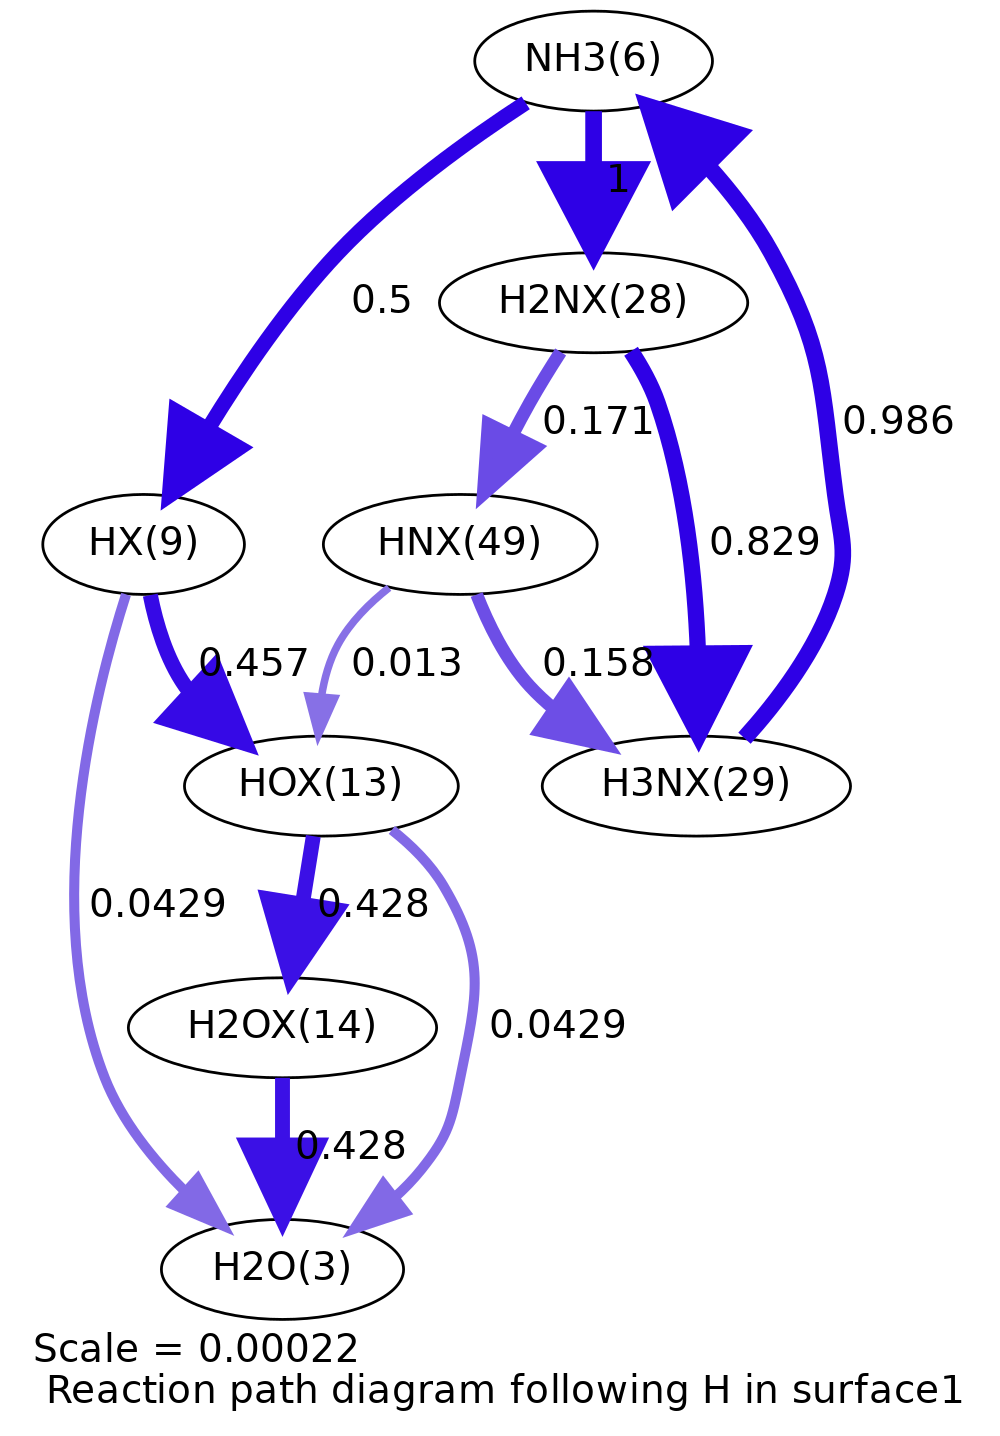 NH3(6)
1
0.5
H2NX(28)
0.171
0.986
HX(9)
HNX(49)
0.829
0.457
0.013
0.158
HOX(13)
H3NX(29)
0.0429
0.428
H2OX(14)
0.0429
0.428
H2O(3)
Scale = 0.00022
Reaction path diagram following H in surface1